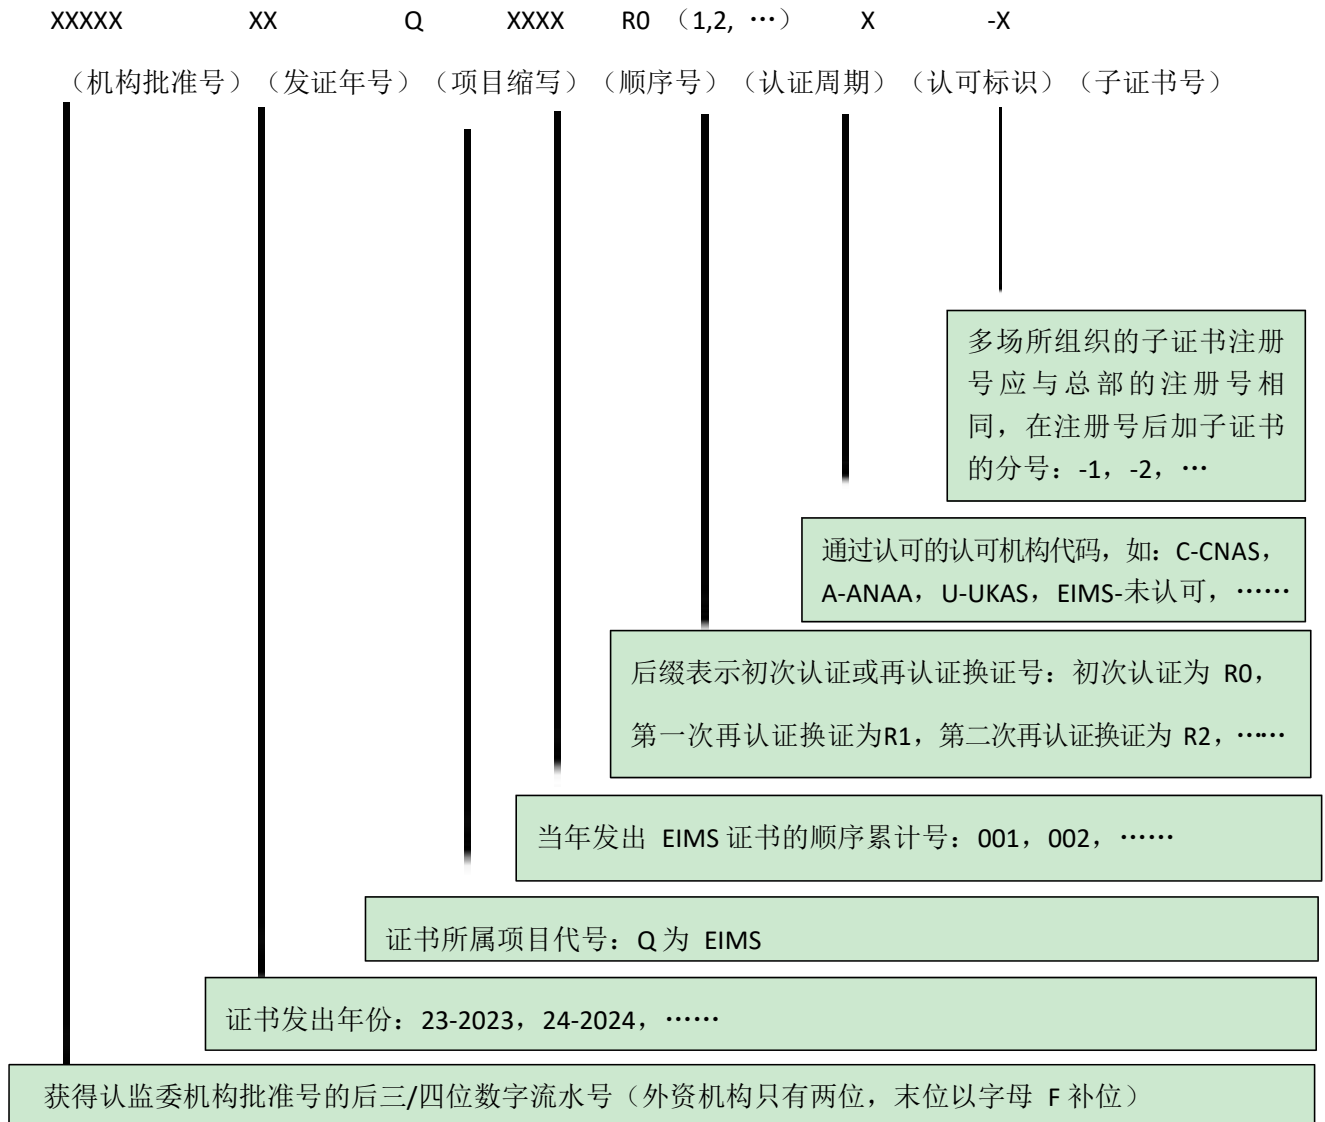 XXXXX XX Q XXXX R0 （1,2, …） X -X
（机构批准号）（发证年号）（项目缩写）（顺序号）（认证周期）（认可标识）（子证书号）
多场所组织的子证书注册
号应与总部的注册号相
同，在注册号后加子证书
的分号：-1，-2，…
通过认可的认可机构代码，如：C-CNAS，
A-ANAA，U-UKAS，EIMS-未认可，……
后缀表示初次认证或再认证换证号：初次认证为 R0，
第一次再认证换证为R1，第二次再认证换证为 R2，……
当年发出 EIMS 证书的顺序累计号：001，002，……
证书所属项目代号：Q 为 EIMS
证书发出年份：23-2023，24-2024，……
获得认监委机构批准号的后三/四位数字流水号（外资机构只有两位，末位以字母 F 补位）